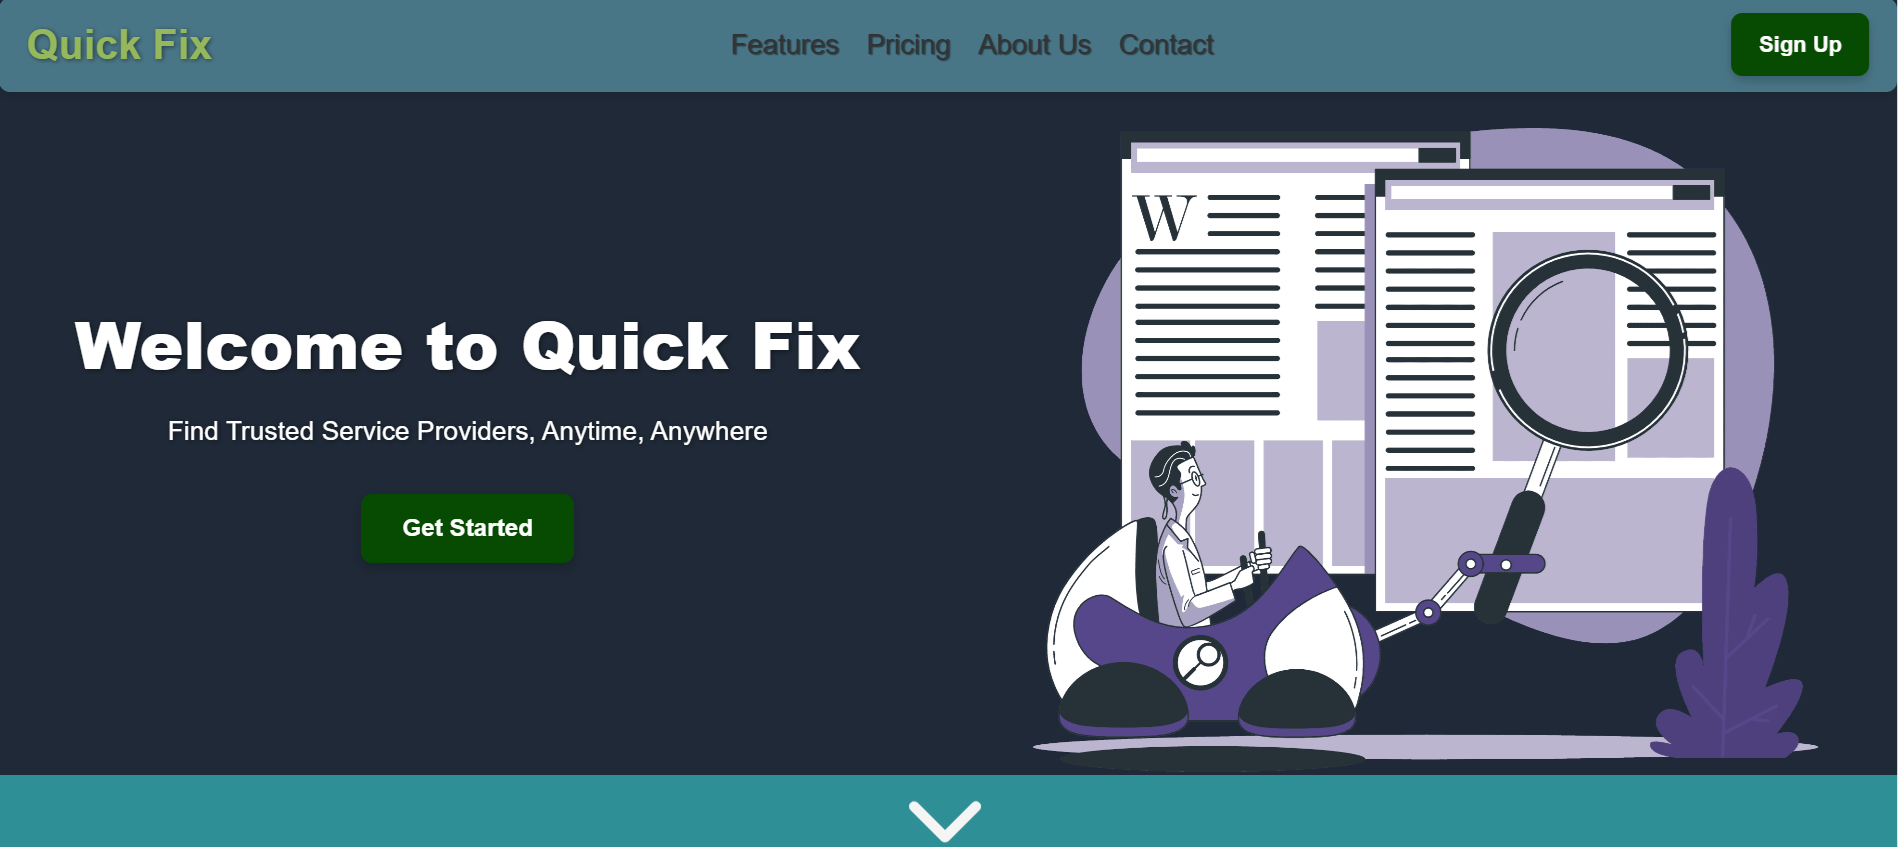 Quick Fix
Features Pricing About Us Contact
Sign Up
W
Welcome to Quick Fix
Find Trusted Service Providers, Anytime, Anywhere
Get Started